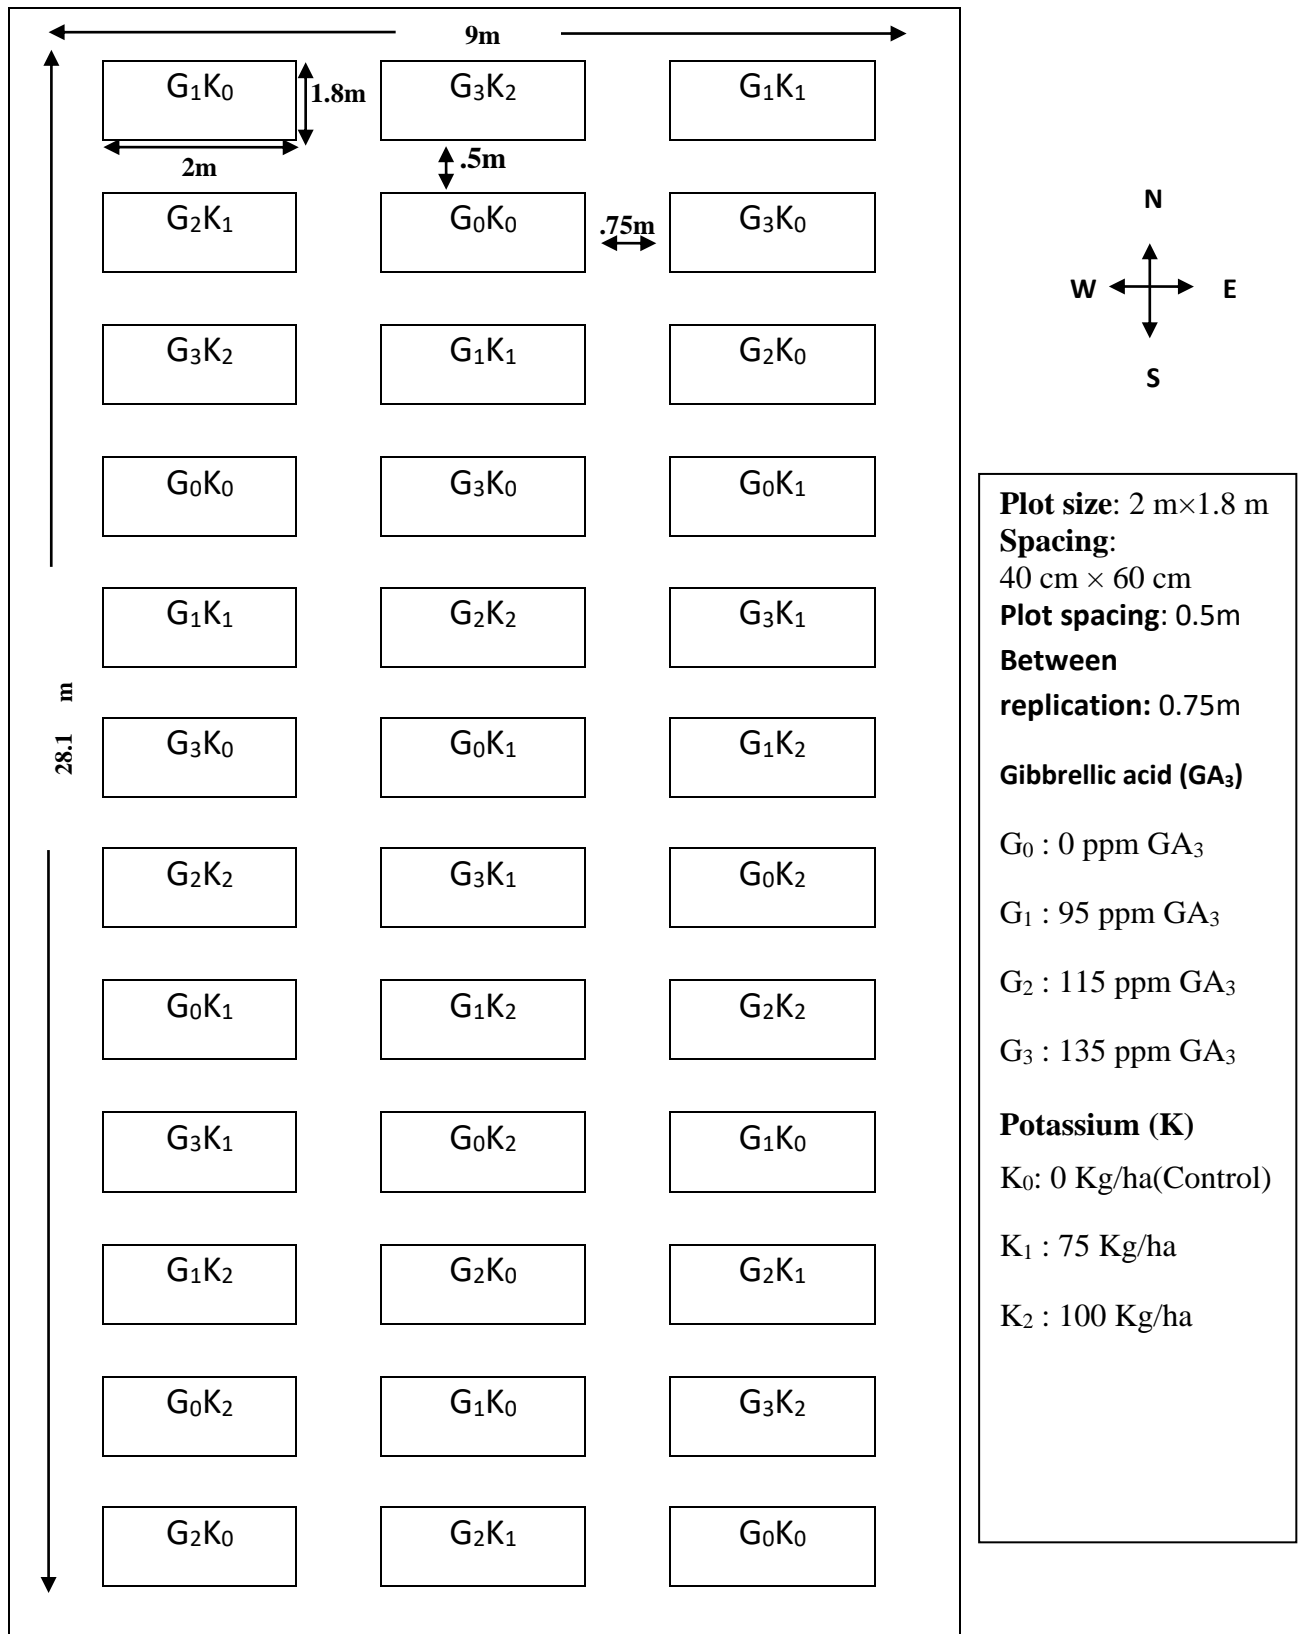 9m
G₁K₀
1.8m
G₃K₂
G₁K₁
2m
.5m
G₂K₁
G₀K₀
.75m
G₃K₀
G₃K₂
G₁K₁
G₂K₀
G₀K₀
G₃K₀
G₀K₁
G₁K₁
G₂K₂
G₃K₁
28.1 m
G₃K₀
G₀K₁
G₁K₂
G₂K₂
G₃K₁
G₀K₂
G₀K₁
G₁K₂
G₂K₂
G₃K₁
G₀K₂
G₁K₀
G₁K₂
G₂K₀
G₂K₁
G₀K₂
G₁K₀
G₃K₂
G₂K₀
G₂K₁
G₀K₀
N
W
E
S
Plot size: 2 m×1.8 m
Spacing:
40 cm × 60 cm
Plot spacing: 0.5m
Between
replication: 0.75m
Gibbrellic acid (GA₃)
G₀ : 0 ppm GA₃
G₁ : 95 ppm GA₃
G₂ : 115 ppm GA₃
G₃ : 135 ppm GA₃
Potassium (K)
K₀: 0 Kg/ha(Control)
K₁ : 75 Kg/ha
K₂ : 100 Kg/ha